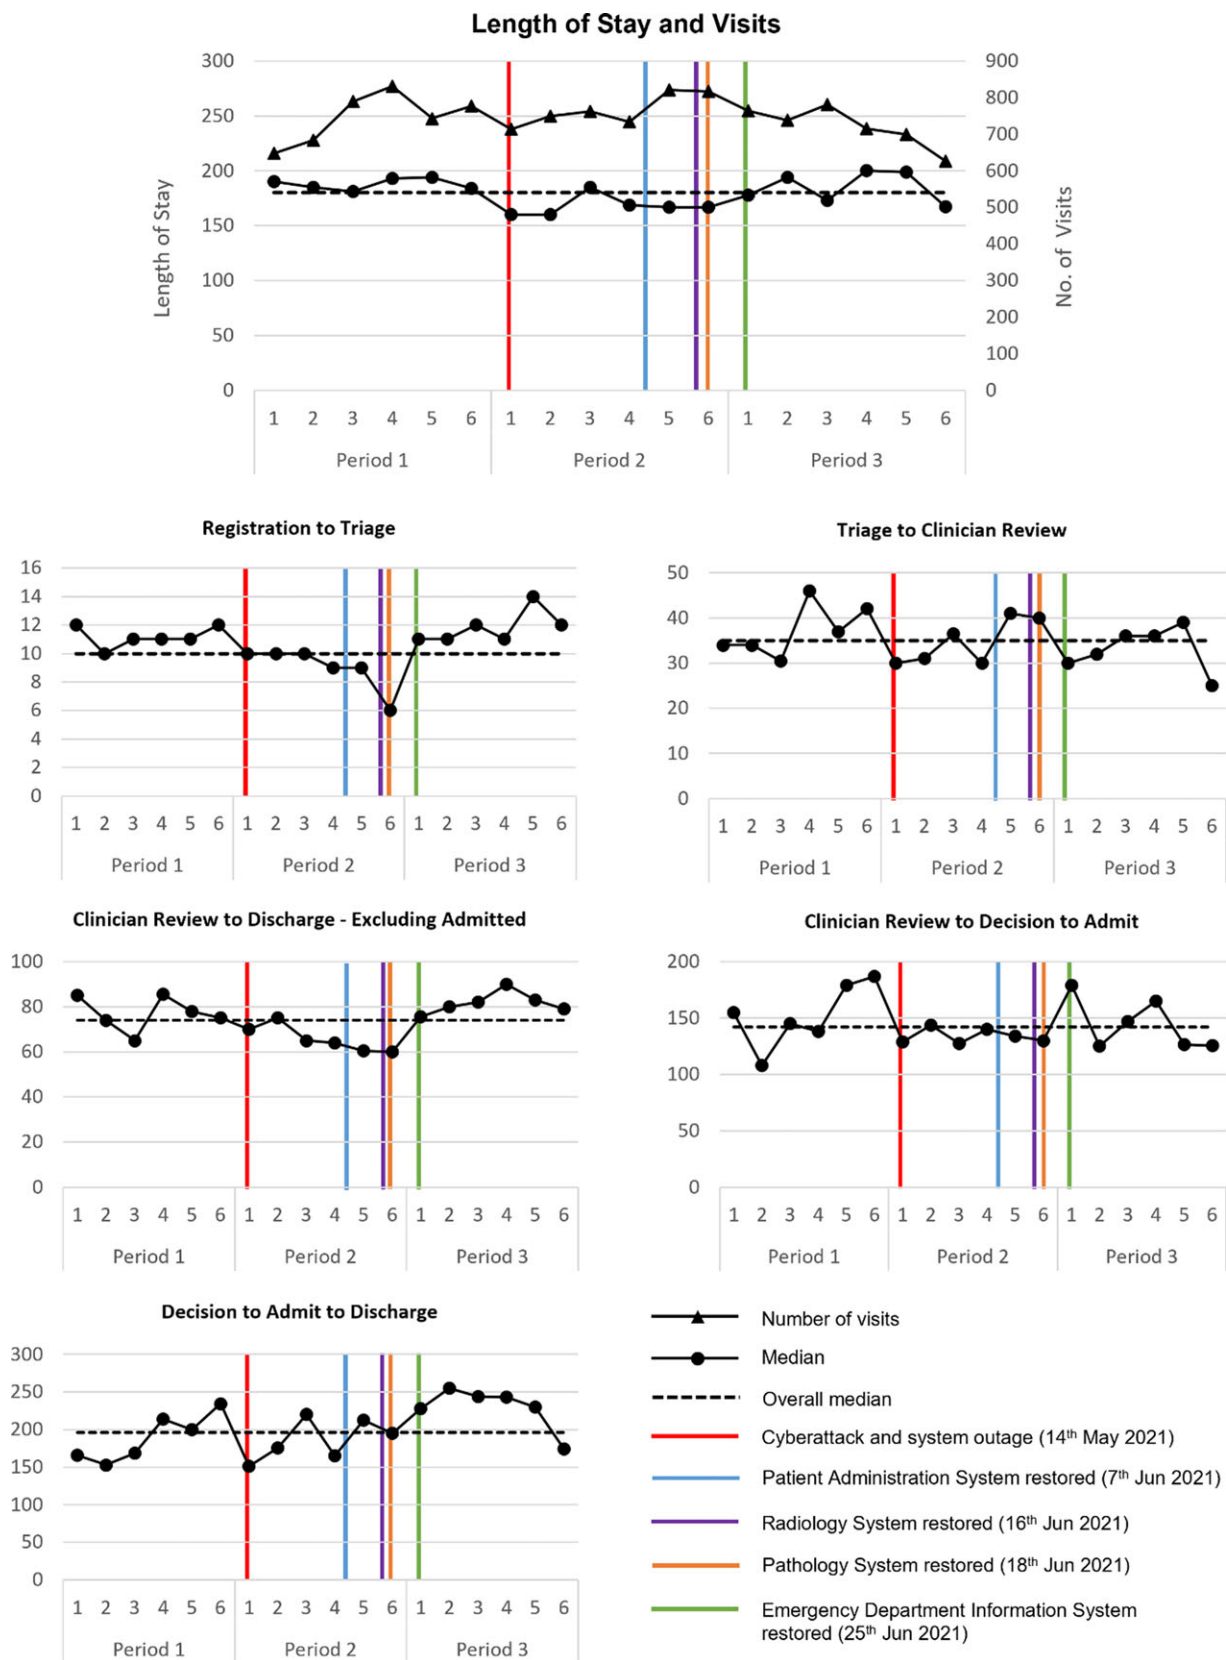 Length of Stay and Visits
300 900
250 800
700
200 600
150 500
400
100 300
50 200
100
0 0
Length of Stay
No. of Visits
1 2 3 4 5 6 1 2 3 4 5 6 1 2 3 4 5 6
Period 1 Period 2 Period 3
Registration to Triage
16
14
12
10
8
6
4
2
0
1 2 3 4 5 6 1 2 3 4 5 6 1 2 3 4 5 6
Period 1 Period 2 Period 3
Triage to Clinician Review
50
40
30
20
10
0
1 2 3 4 5 6 1 2 3 4 5 6 1 2 3 4 5 6
Period 1 Period 2 Period 3
Clinician Review to Discharge - Excluding Admitted
100
80
60
40
20
0
1 2 3 4 5 6 1 2 3 4 5 6 1 2 3 4 5 6
Period 1 Period 2 Period 3
Clinician Review to Decision to Admit
200
150
100
50
0
1 2 3 4 5 6 1 2 3 4 5 6 1 2 3 4 5 6
Period 1 Period 2 Period 3
Decision to Admit to Discharge
300
250
200
150
100
50
0
1 2 3 4 5 6 1 2 3 4 5 6 1 2 3 4 5 6
Period 1 Period 2 Period 3
Number of visits
Median
Overall median
Cyberattack and system outage (14th May 2021)
Patient Administration System restored (7th Jun 2021)
Radiology System restored (16th Jun 2021)
Pathology System restored (18th Jun 2021)
Emergency Department Information System
restored (25th Jun 2021)